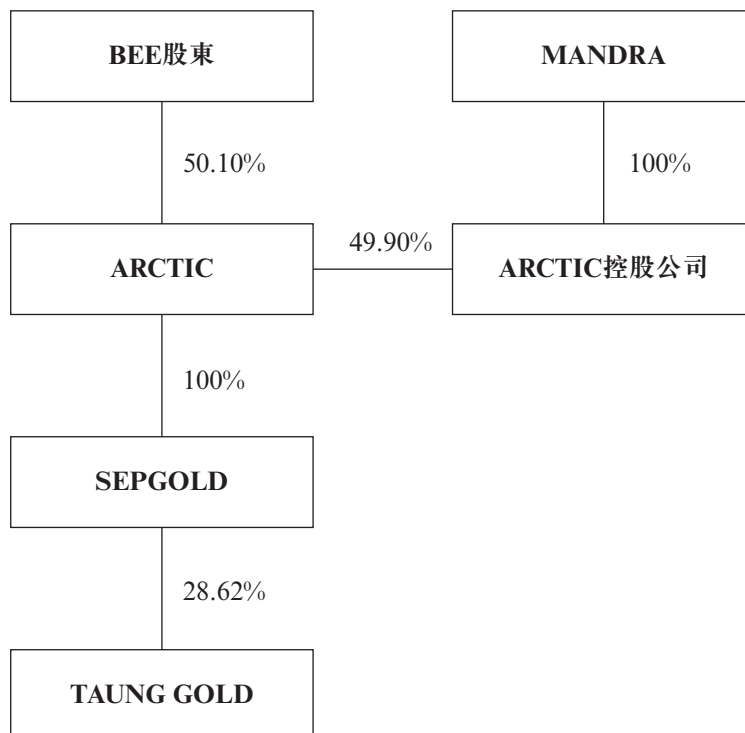 BEE股東
MANDRA
50.10%
100%
49.90%
ARCTIC
ARCTIC控股公司
100%
SEPGOLD
28.62%
TAUNG GOLD